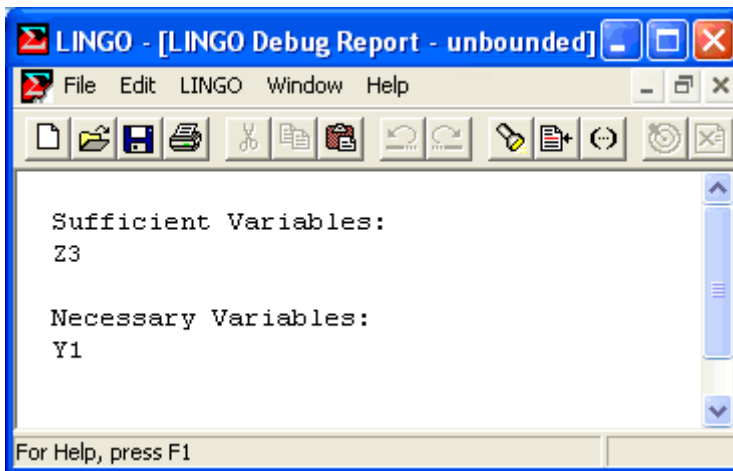 LINGO - [LINGO Debug Report - unbounded]
File Edit LINGO Window Help
Sufficient Variables:
Z3
Necessary Variables:
Y1
For Help, press F1